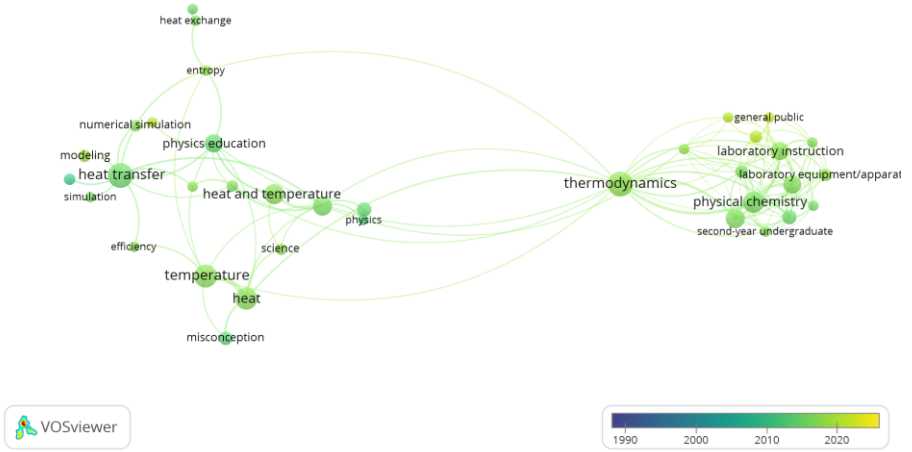 heat exchange
entropy
numerical simulation
physics education
modeling
heat transfer
simulation
heat and temperature
physics
efficiency
science
temperature
heat
misconception
thermodynamics
general public
laboratory instruction
laboratory equipment/apparat
physical chemistry
second-year undergraduate
VOSviewer
1990 2000 2010 2020